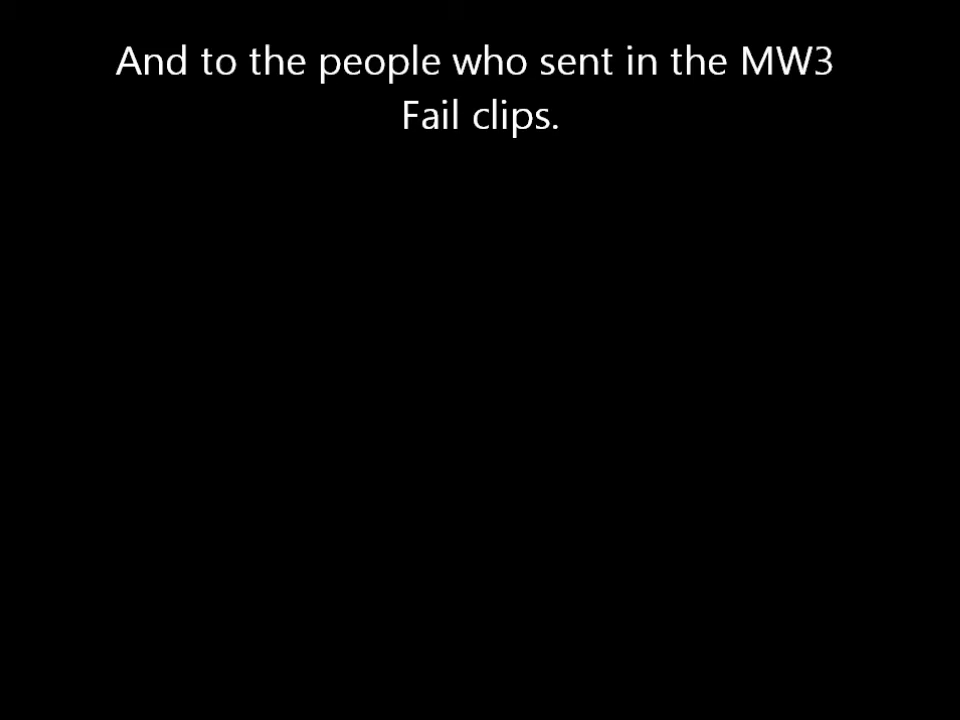 And to the people who sent in the MW3
Fail clips.